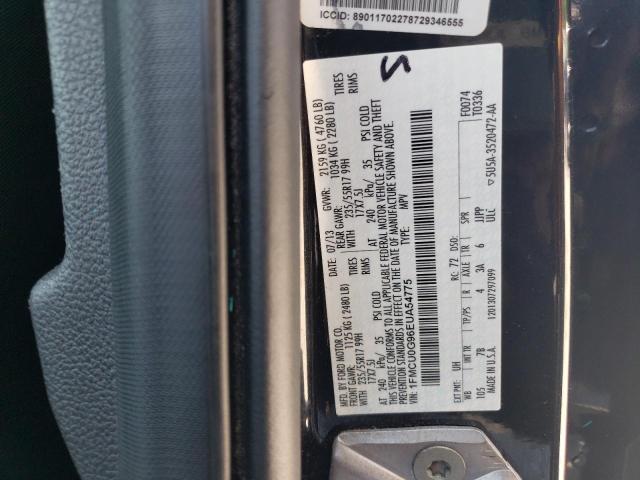 ICCID: 89011702278729346555
S
MFD. BY FORD MOTOR CO.
DATE: 07/13 GVWR: 2159 KG (4760 LB)
FRONT GAWR: 1125 KG (2480 LB) REAR GAWR: 1034 KG (2280 LB)
WITH 235/55R17 99H TIRES WITH 235/55R17 99H TIRES
17X7.5J RIMS 17X7.5J RIMS
AT 240 kPa/ 35 PSI COLD AT 240 kPa/ 35 PSI COLD
THIS VEHICLE CONFORMS TO ALL APPLICABLE FEDERAL MOTOR VEHICLE SAFETY AND THEFT
PREVENTION STANDARDS IN EFFECT ON THE DATE OF MANUFACTURE SHOWN ABOVE.
VIN: 1FMCU0G96EUA54775 TYPE: MPV
F0074
T0336
EXT PNT: UH RC: 72 DSO:
WB INT TR TP/PS R AXLE TR SPR
105 7B 4 3A 6 JJPP
MADE IN U.S.A. ULC
▽5U5A-3520472-AA